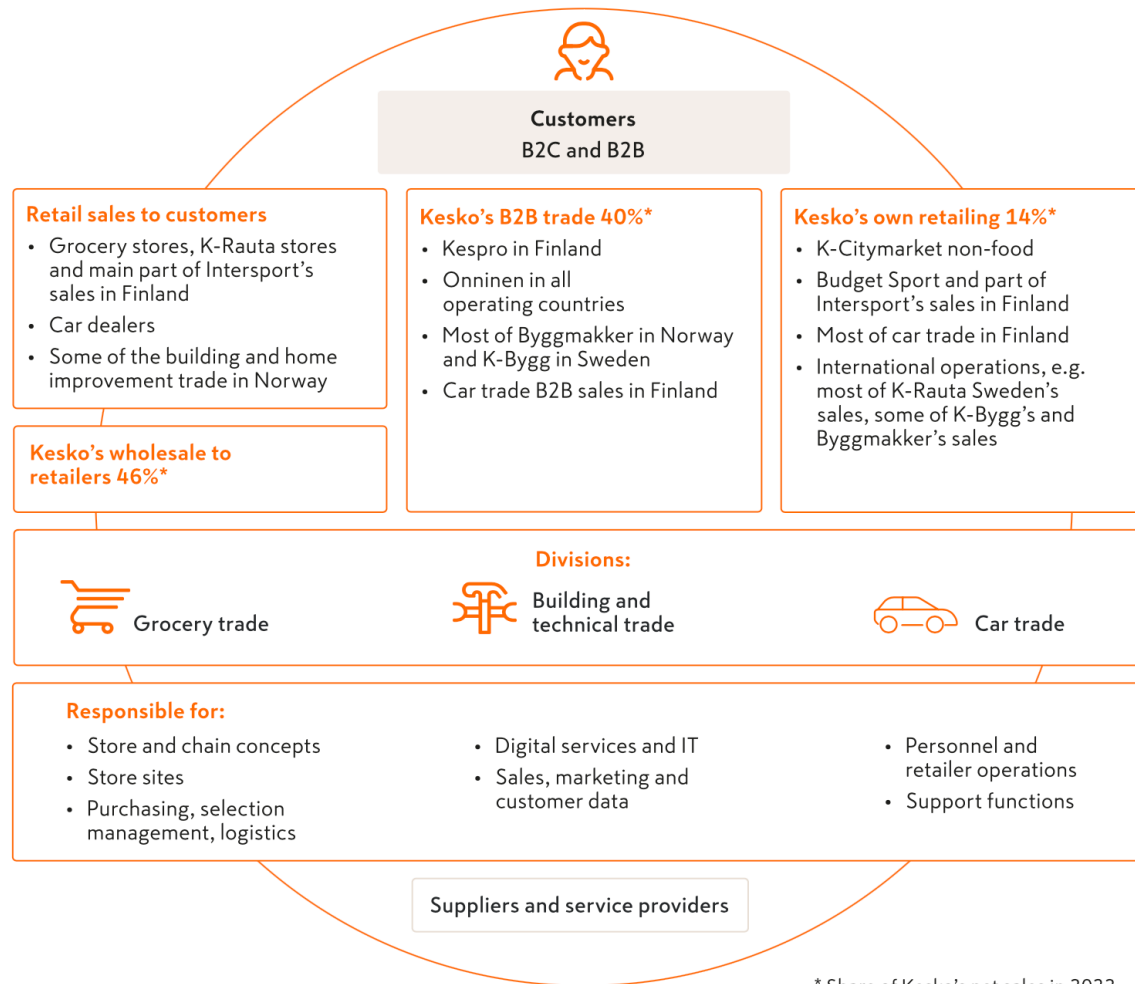 Customers
B2C and B2B
Retail sales to customers
• Grocery stores, K-Rauta stores
and main part of Intersport’s
sales in Finland
• Car dealers
• Some of the building and home
improvement trade in Norway
Kesko’s wholesale to
retailers 46%*
Kesko’s B2B trade 40%*
• Kespro in Finland
• Onninen in all
operating countries
• Most of Byggmakker in Norway
and K-Bygg in Sweden
• Car trade B2B sales in Finland
Kesko’s own retailing 14%*
• K-Citymarket non-food
• Budget Sport and part of
Intersport’s sales in Finland
• Most of car trade in Finland
• International operations, e.g.
most of K-Rauta Sweden’s
sales, some of K-Bygg’s and
Byggmakker’s sales
Divisions:
Grocery trade
Building and
technical trade
Car trade
Responsible for:
• Store and chain concepts
• Store sites
• Purchasing, selection
management, logistics
• Digital services and IT
• Sales, marketing and
customer data
• Personnel and
retailer operations
• Support functions
Suppliers and service providers
* Share of Kesko’s net sales in